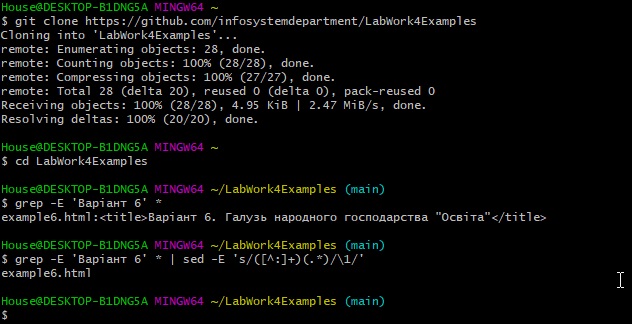 House@DESKTOP-B1DNG5A MINGW64 ~
$ git clone https://github.com/infosystemdepartment/LabWork4Examples
Cloning into 'LabWork4Examples'...
remote: Enumerating objects: 28, done.
remote: Counting objects: 100% (28/28), done.
remote: Compressing objects: 100% (27/27), done.
remote: Total 28 (delta 20), reused 0 (delta 0), pack-reused 0
Receiving objects: 100% (28/28), 4.95 KiB | 2.47 MiB/s, done.
Resolving deltas: 100% (20/20), done.
House@DESKTOP-B1DNG5A MINGW64 ~
$ cd LabWork4Examples
House@DESKTOP-B1DNG5A MINGW64 ~/LabWork4Examples (main)
$ grep -E 'Варіант 6' *
example6.html:<title>Варіант 6. Галузь народного господарства "Освіта"</title>
House@DESKTOP-B1DNG5A MINGW64 ~/LabWork4Examples (main)
$ grep -E 'Варіант 6' * | sed -E 's/([^:]+)(.*)/\1/'
example6.html
House@DESKTOP-B1DNG5A MINGW64 ~/LabWork4Examples (main)
$